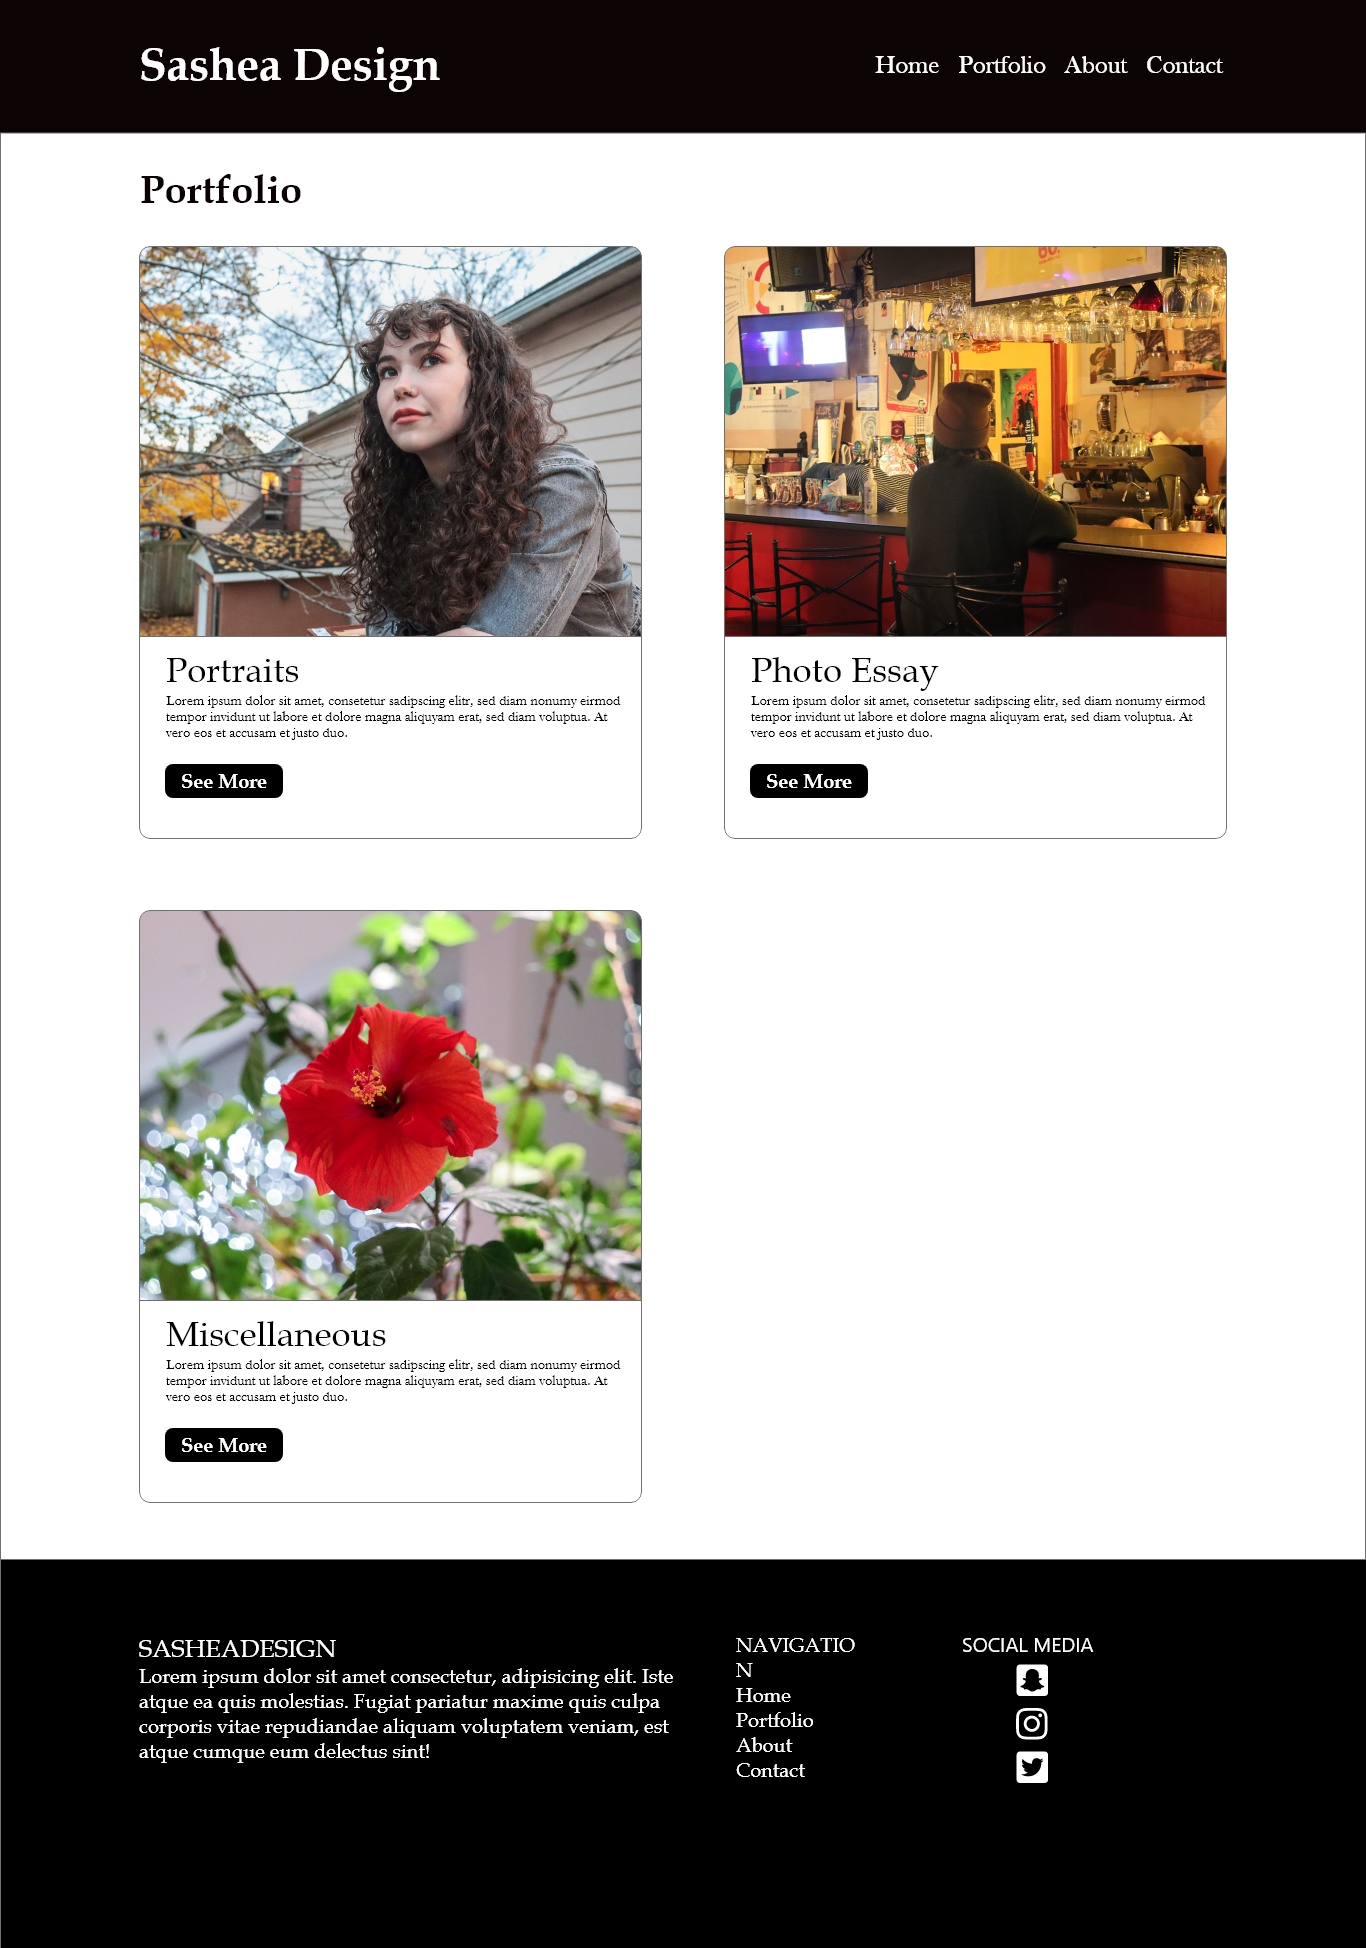 Sashea Design
Home Portfolio About Contact
Portfolio
Portraits
Lorem ipsum dolor sit amet, consetetur sadipscing elitr, sed diam nonumy eirmod
tempor invidunt ut labore et dolore magna aliquyam erat, sed diam voluptua. At
vero eos et accusam et justo duo.
See More
Photo Essay
Lorem ipsum dolor sit amet, consetetur sadipscing elitr, sed diam nonumy eirmod
tempor invidunt ut labore et dolore magna aliquyam erat, sed diam voluptua. At
vero eos et accusam et justo duo.
See More
Miscellaneous
Lorem ipsum dolor sit amet, consetetur sadipscing elitr, sed diam nonumy eirmod
tempor invidunt ut labore et dolore magna aliquyam erat, sed diam voluptua. At
vero eos et accusam et justo duo.
See More
SASHEADESIGN
Lorem ipsum dolor sit amet consectetur, adipisicing elit. Iste
atque ea quis molestias. Fugiat pariatur maxime quis culpa
corporis vitae repudiandae aliquam voluptatem veniam, est
atque cumque eum delectus sint!
NAVIGATIO
N
Home
Portfolio
About
Contact
SOCIAL MEDIA